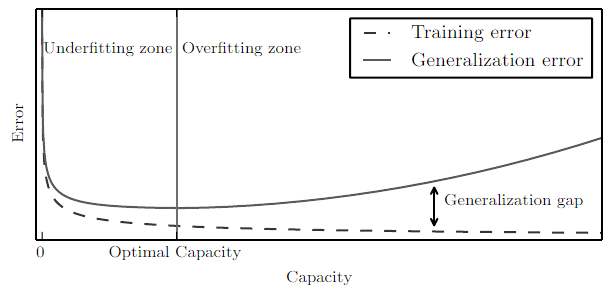 Underfitting zone
Overfitting zone
Training error
Generalization error
Error
Generalization gap
0
Optimal Capacity
Capacity